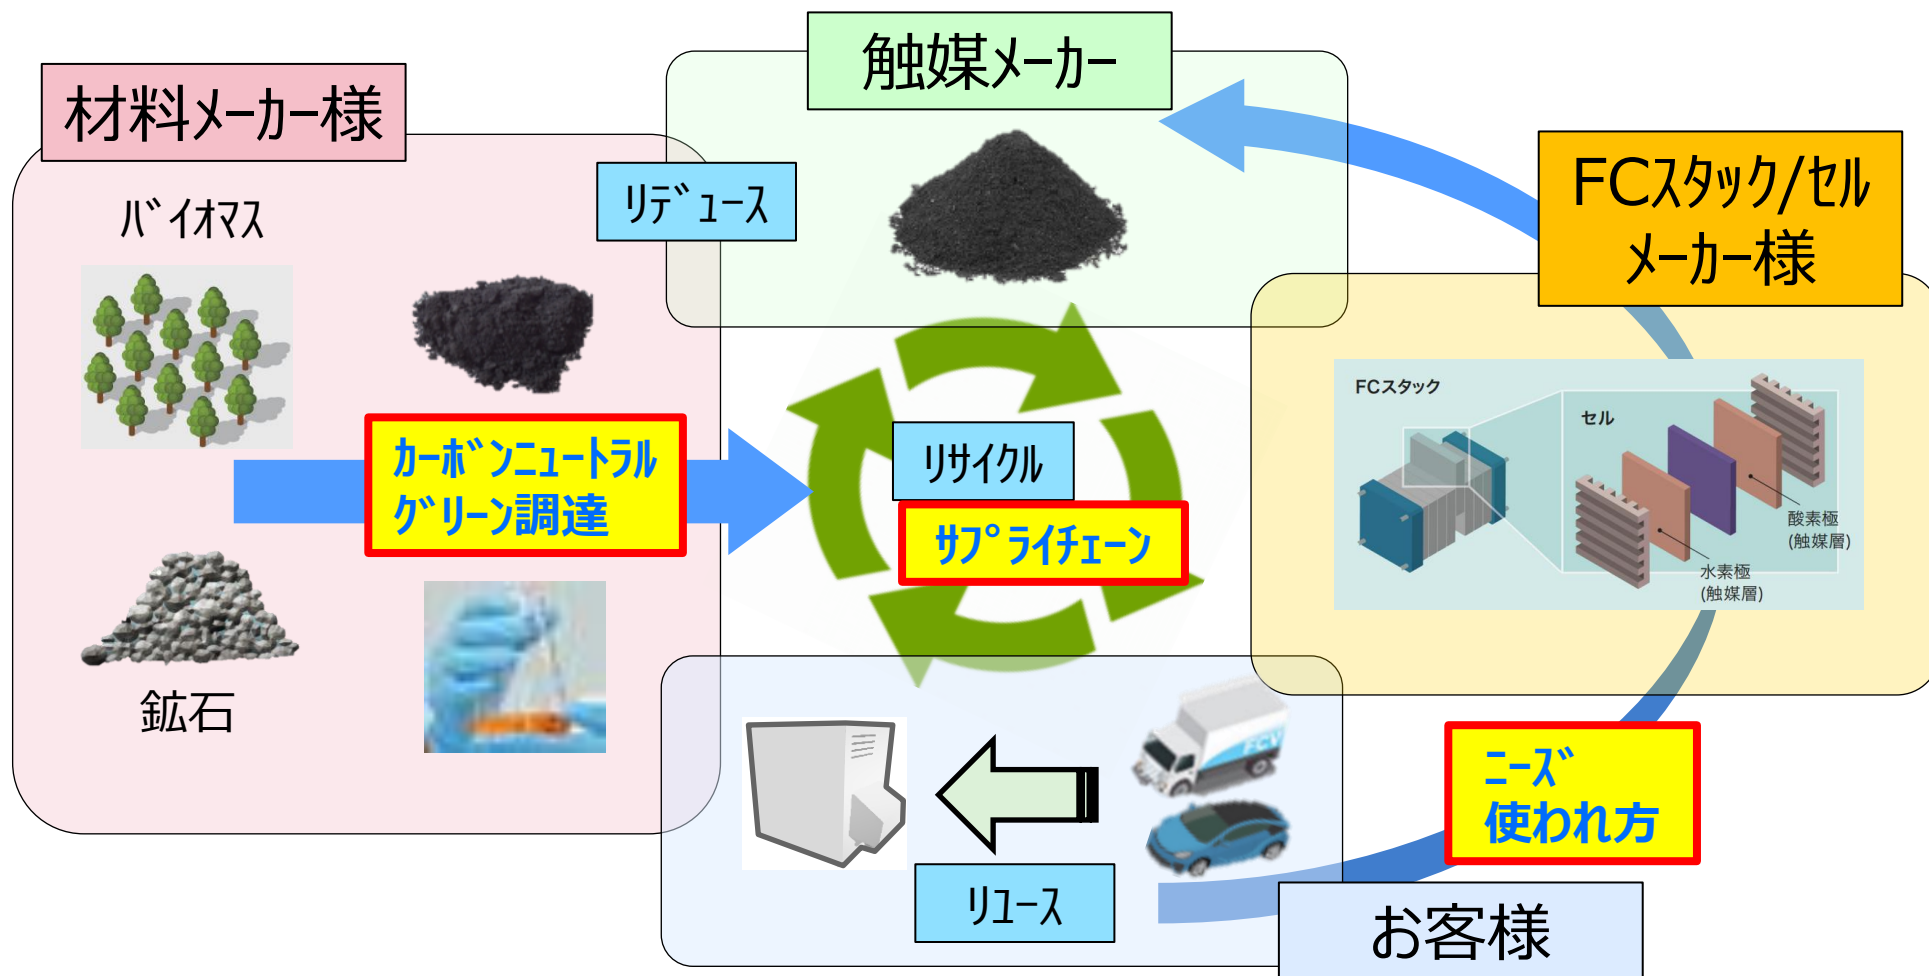 触媒メーカー
材料メーカー様
FCｽﾀｯｸ/ｾﾙ
ﾒｰｶｰ様
ﾘﾃﾞｭｰｽ
ﾊﾞｲｵﾏｽ
FCスタック
セル
酸素極
(触媒層)
水素極
(触媒層)
ｶｰﾎﾞﾝﾆｭｰﾄﾗﾙ
ｸﾞﾘｰﾝ調達
ﾘｻｲｸﾙ
ｻﾌﾟﾗｲﾁｪｰﾝ
鉱石
FCV
ﾆｰｽﾞ
使われ方
ﾘﾕｰｽ
お客様